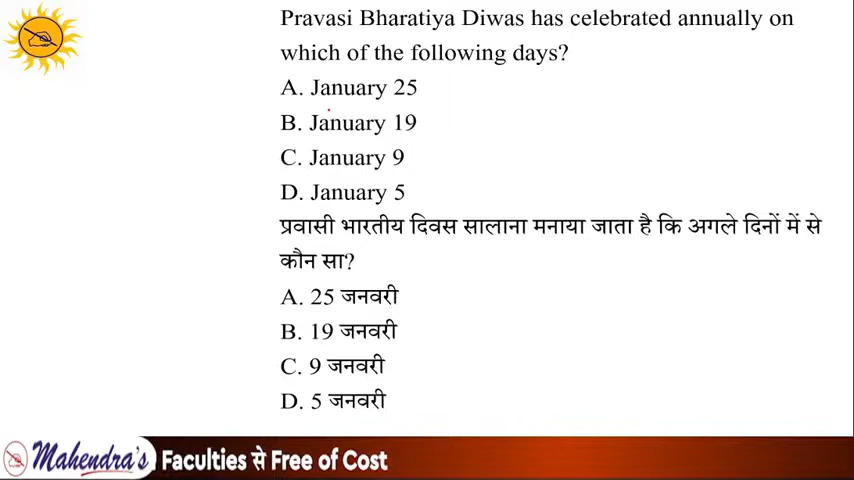 Pravasi Bharatiya Diwas has celebrated annually on
which of the following days?
A. January 25
B. January 19
C. January 9
D. January 5
प्रवासी भारतीय दिवस सालाना मनाया जाता है कि अगले दिनों में से
कौन सा?
A. 25 जनवरी
B. 19 जनवरी
C. 9 जनवरी
D. 5 जनवरी
Mahendra's Faculties से Free of Cost